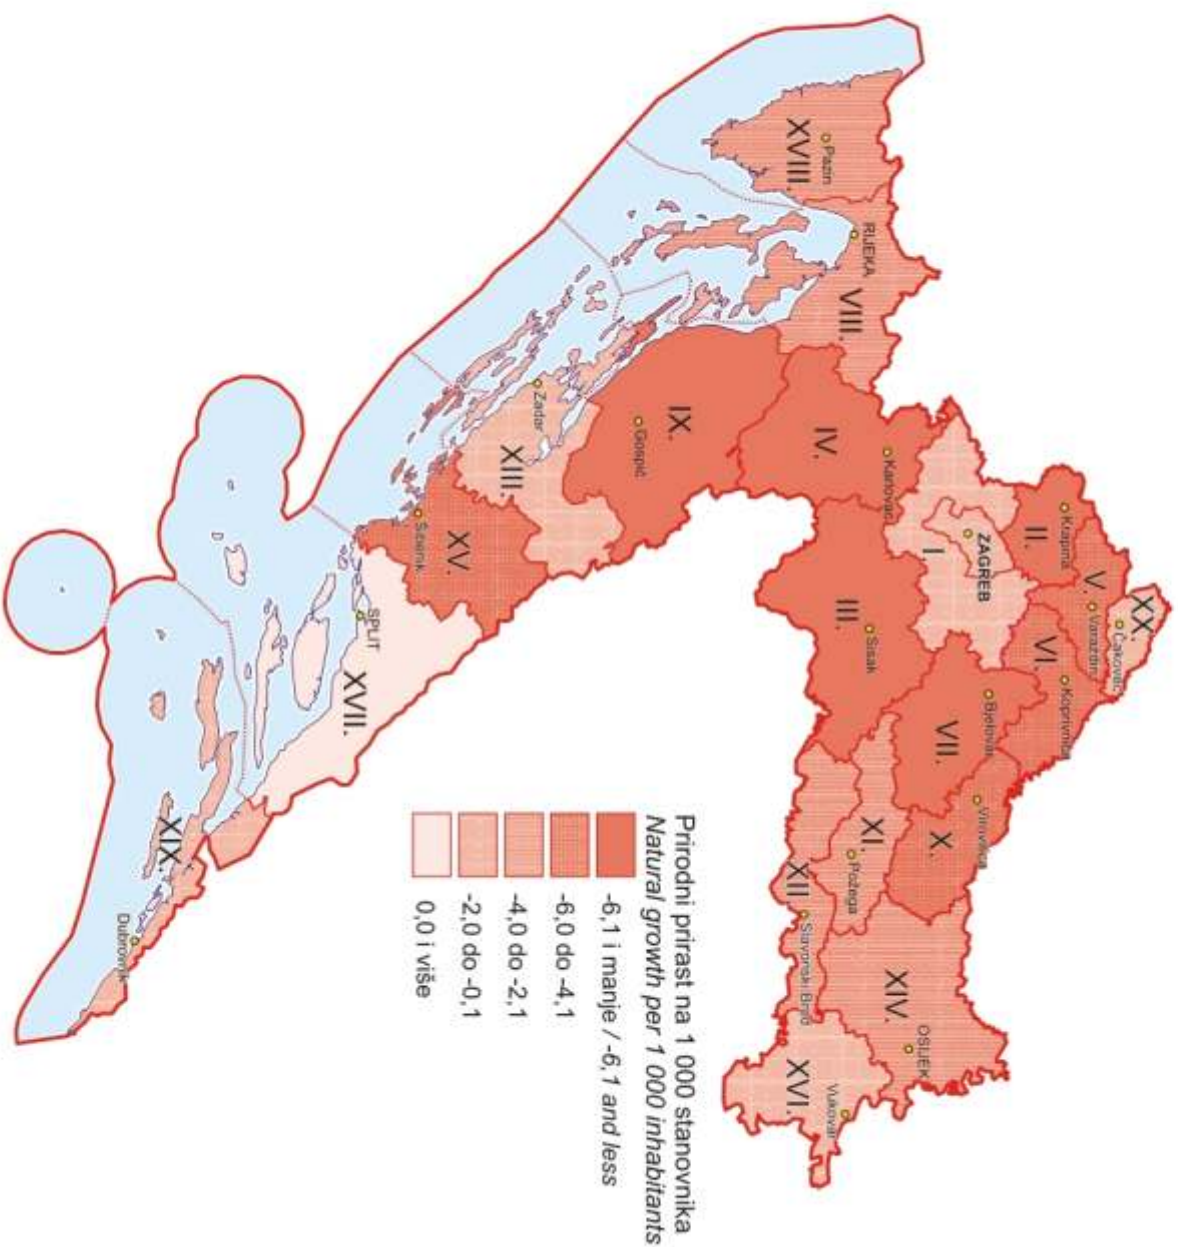 XX.
Čakovec
Krapina
II.
V.
Varaždin
VI.
Koprivnica
ZAGREB
I.
Bjelovar
VII.
Virovitica
X.
Karlovac
IV.
Sisak
III.
XI.
Požega
XIV.
OSIJEK
XII.
Slavonski Brod
XVI.
Vukovar
RIJEKA
VIII.
Pazin
XVIII.
IX.
Gospić
Zadar
XIII.
XV.
Šibenik
SPLIT
XVII.
XIX.
Dubrovnik
Prirodni prirast na 1 000 stanovnika
Natural growth per 1 000 inhabitants
-6,1 i manje / -6,1 and less
-6,0 do -4,1
-4,0 do -2,1
-2,0 do -0,1
0,0 i više